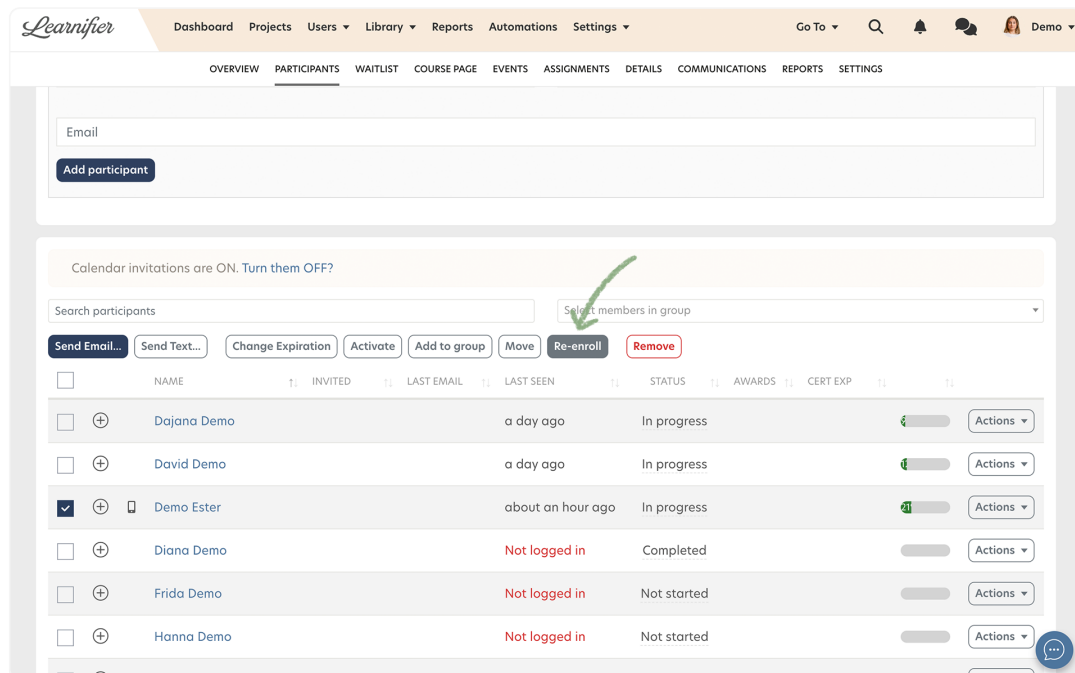 Learnifier Dashboard Projects Users Library Reports Automations Settings Go To Demo
OVERVIEW PARTICIPANTS WAITLIST COURSE PAGE EVENTS ASSIGNMENTS DETAILS COMMUNICATIONS REPORTS SETTINGS
Email
Add participant
Calendar invitations are ON. Turn them OFF?
Search participants Select members in group
Send Email... Send Text... Change Expiration Activate Add to group Move Re-enroll Remove
NAME INVITED LAST EMAIL LAST SEEN STATUS AWARDS CERT EXP
Dajana Demo a day ago In progress Actions
David Demo a day ago In progress Actions
Demo Ester about an hour ago In progress 21 Actions
Diana Demo Not logged in Completed Actions
Frida Demo Not logged in Not started Actions
Hanna Demo Not logged in Not started Actions